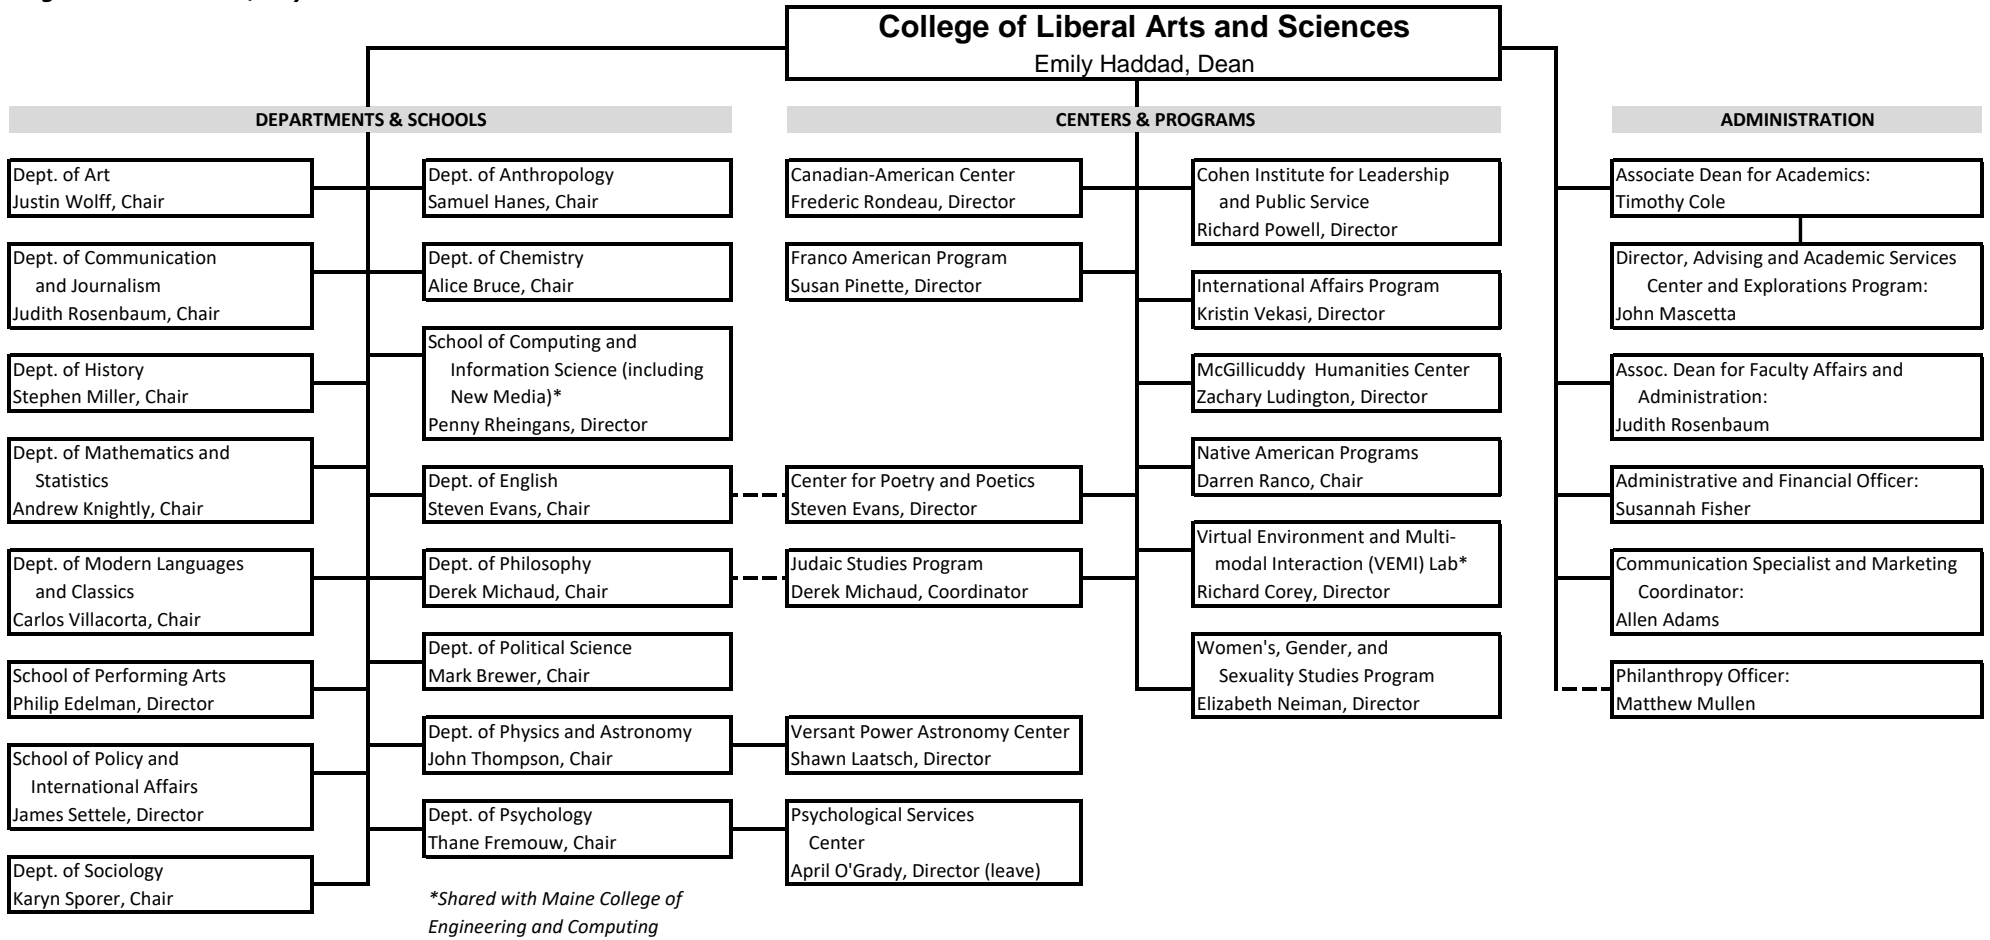 College of Liberal Arts and Sciences
Emily Haddad, Dean
DEPARTMENTS & SCHOOLS
Dept. of Art
Justin Wolff, Chair
Dept. of Communication
and Journalism
Judith Rosenbaum, Chair
Dept. of History
Stephen Miller, Chair
Dept. of Mathematics and
Statistics
Andrew Knightly, Chair
Dept. of Modern Languages
and Classics
Carlos Villacorta, Chair
School of Performing Arts
Philip Edelman, Director
School of Policy and
International Affairs
James Settele, Director
Dept. of Sociology
Karyn Sporer, Chair
Dept. of Anthropology
Samuel Hanes, Chair
Dept. of Chemistry
Alice Bruce, Chair
School of Computing and
Information Science (including
New Media)*
Penny Rheingans, Director
Dept. of English
Steven Evans, Chair
Dept. of Philosophy
Derek Michaud, Chair
Dept. of Political Science
Mark Brewer, Chair
Dept. of Physics and Astronomy
John Thompson, Chair
Dept. of Psychology
Thane Fremouw, Chair
*Shared with Maine College of
Engineering and Computing
CENTERS & PROGRAMS
Canadian-American Center
Frederic Rondeau, Director
Franco American Program
Susan Pinette, Director
Center for Poetry and Poetics
Steven Evans, Director
Judaic Studies Program
Derek Michaud, Coordinator
Versant Power Astronomy Center
Shawn Laatsch, Director
Psychological Services
Center
April O'Grady, Director (leave)
Cohen Institute for Leadership
and Public Service
Richard Powell, Director
International Affairs Program
Kristin Vekasi, Director
McGillicuddy  Humanities Center
Zachary Ludington, Director
Native American Programs
Darren Ranco, Chair
Virtual Environment and Multi-
modal Interaction (VEMI) Lab*
Richard Corey, Director
Women's, Gender, and
Sexuality Studies Program
Elizabeth Neiman, Director
ADMINISTRATION
Associate Dean for Academics:
Timothy Cole
Director, Advising and Academic Services
Center and Explorations Program:
John Mascetta
Assoc. Dean for Faculty Affairs and
Administration:
Judith Rosenbaum
Administrative and Financial Officer:
Susannah Fisher
Communication Specialist and Marketing
Coordinator:
Allen Adams
Philanthropy Officer:
Matthew Mullen